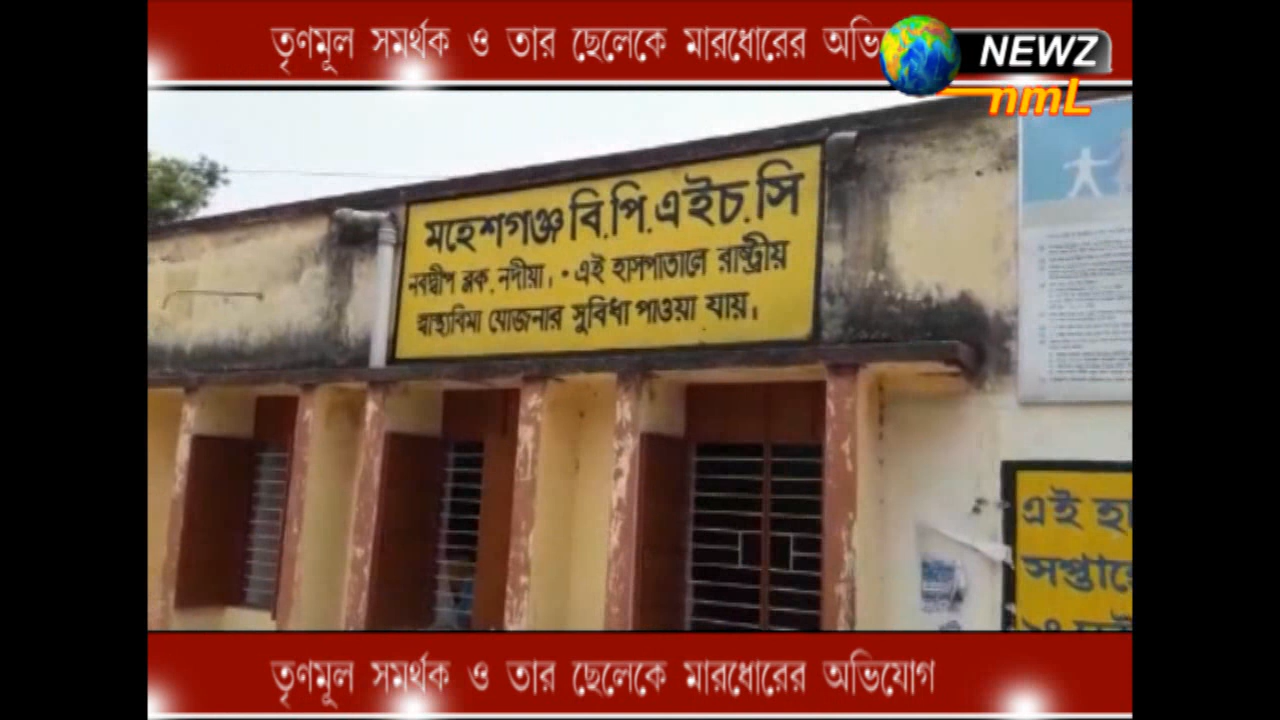 তৃণমূল সমর্থক ও তার ছেলেকে মারধোরের অভি
NEWZ
nmL
মহেশগঞ্জ বি.পি.এইচ.সি
নবদ্বীপ ব্লক, নদীয়া। • এই হাসপাতালে রাষ্ট্রীয়
স্বাস্থ্যবিমা যোজনার সুবিধা পাওয়া যায়।
এই হা
সপ্তাহে
তৃণমূল সমর্থক ও তার ছেলেকে মারধোরের অভিযোগ